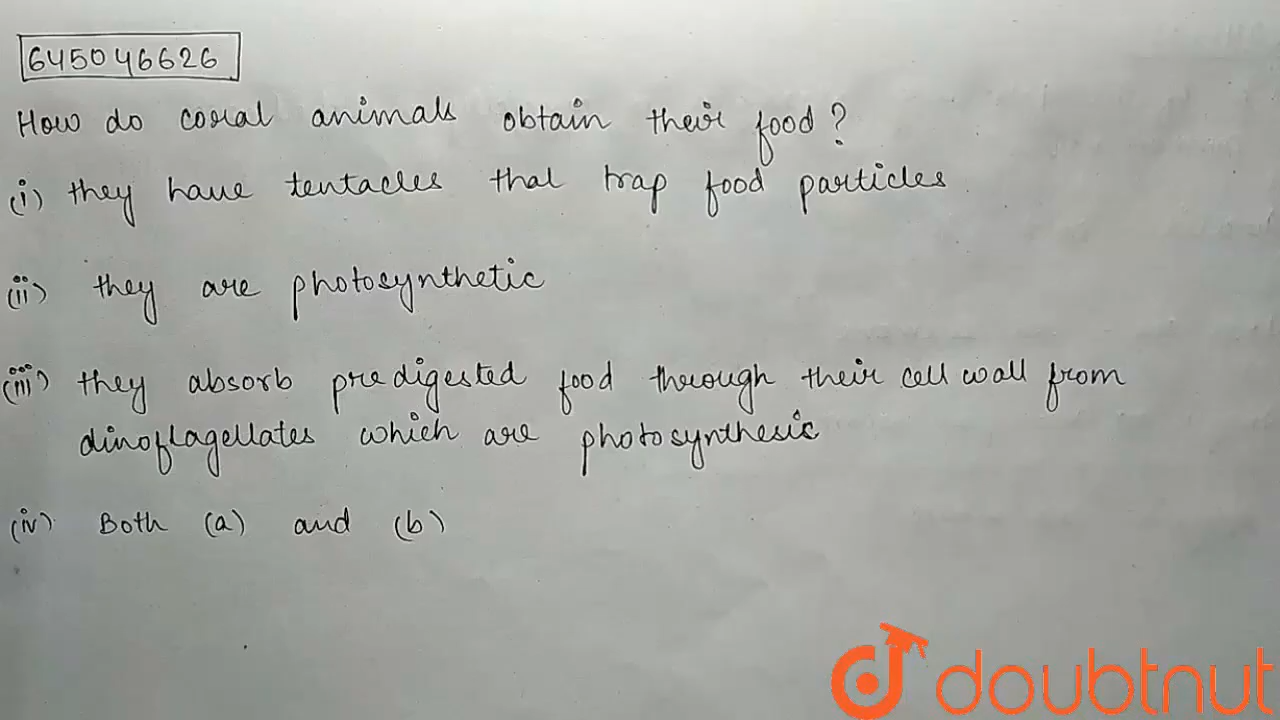 645046626
How do coral animals obtain their food?
(i) they have tentacles that trap food particles
(ii) they are photosynthetic
(iii) they absorb predigested food through their cell wall from
dinoflagellates which are photosynthesic
(iv) Both (a) and (b)
doubtnut